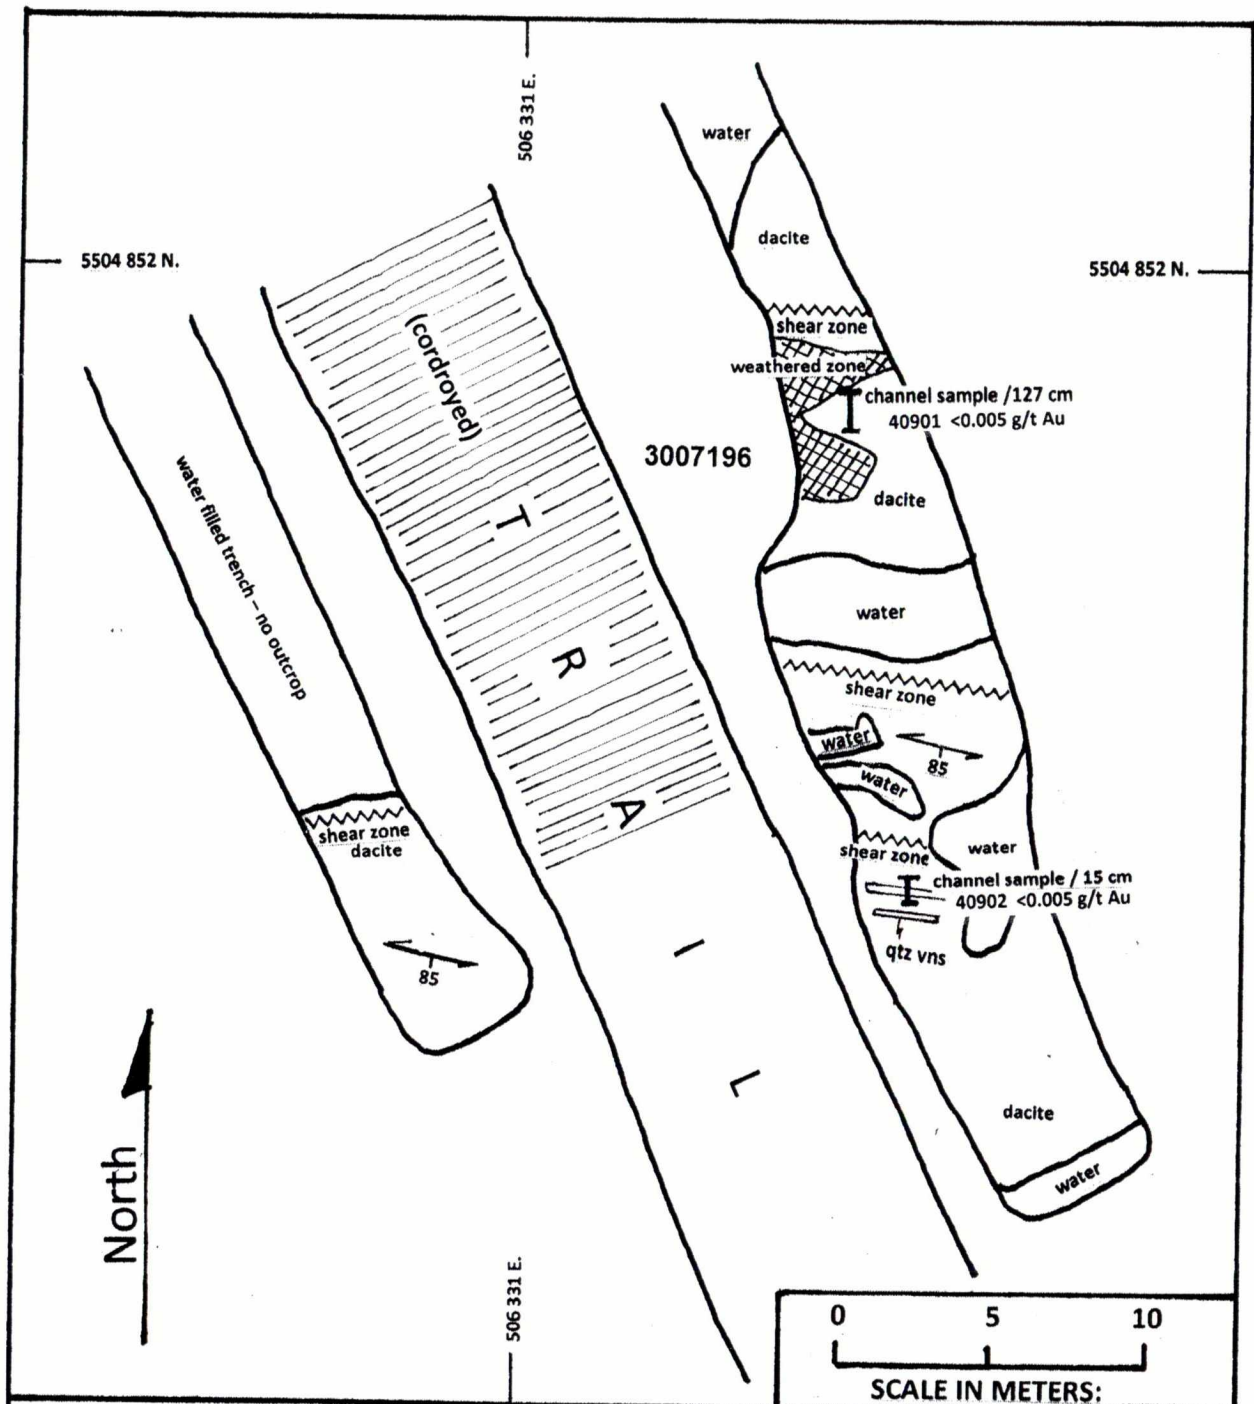 506 331 E.
water
dacite
5504 852 N.
5504 852 N.
shear zone
weathered zone
channel sample /127 cm
40901 <0.005 g/t Au
(cordroyed)
3007196
water filled trench – no outcrop
dacite
T R A I L
water
shear zone
water
85
water
shear zone
dacite
shear zone
water
channel sample / 15 cm
40902 <0.005 g/t Au
qtz vns
85
dacite
water
North
506 331 E.
0 5 10
SCALE IN METERS: